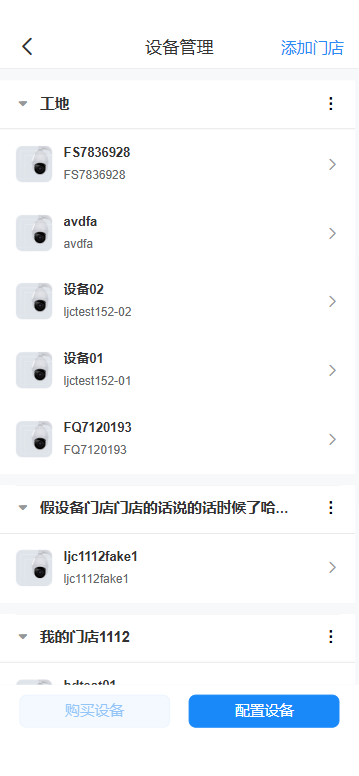 设备管理
添加门店
工地
FS7836928
FS7836928
avdfa
avdfa
设备02
ljctest152-02
设备01
ljctest152-01
FQ7120193
FQ7120193
假设备门店门店的话说的话时候了哈...
ljc1112fake1
ljc1112fake1
我的门店1112
bdtest01
购买设备
配置设备